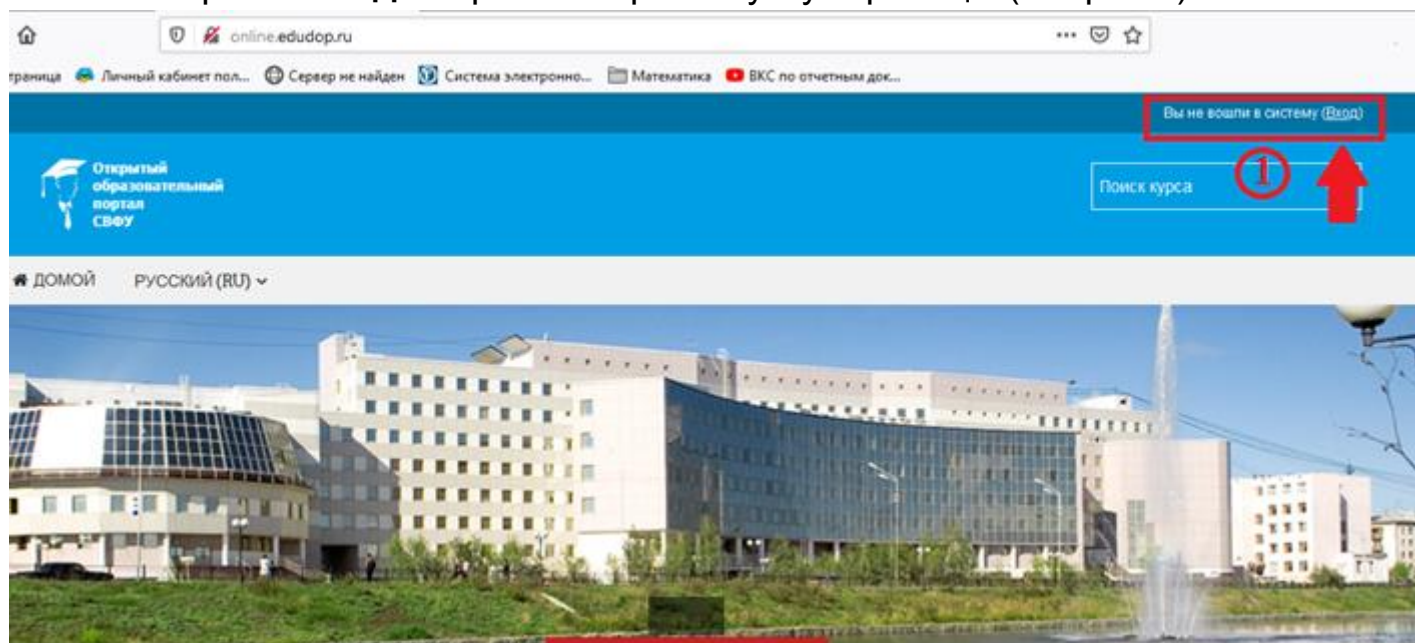 online.edudop.ru
траница Личный кабинет пол... Сервер не найден Система электронно... Математика ВКС по отчетным док...
Вы не вошли в систему (Вход)
Открытый
образовательный
портал
СВФУ
Поиск курса
1
ДОМОЙ РУССКИЙ (RU)